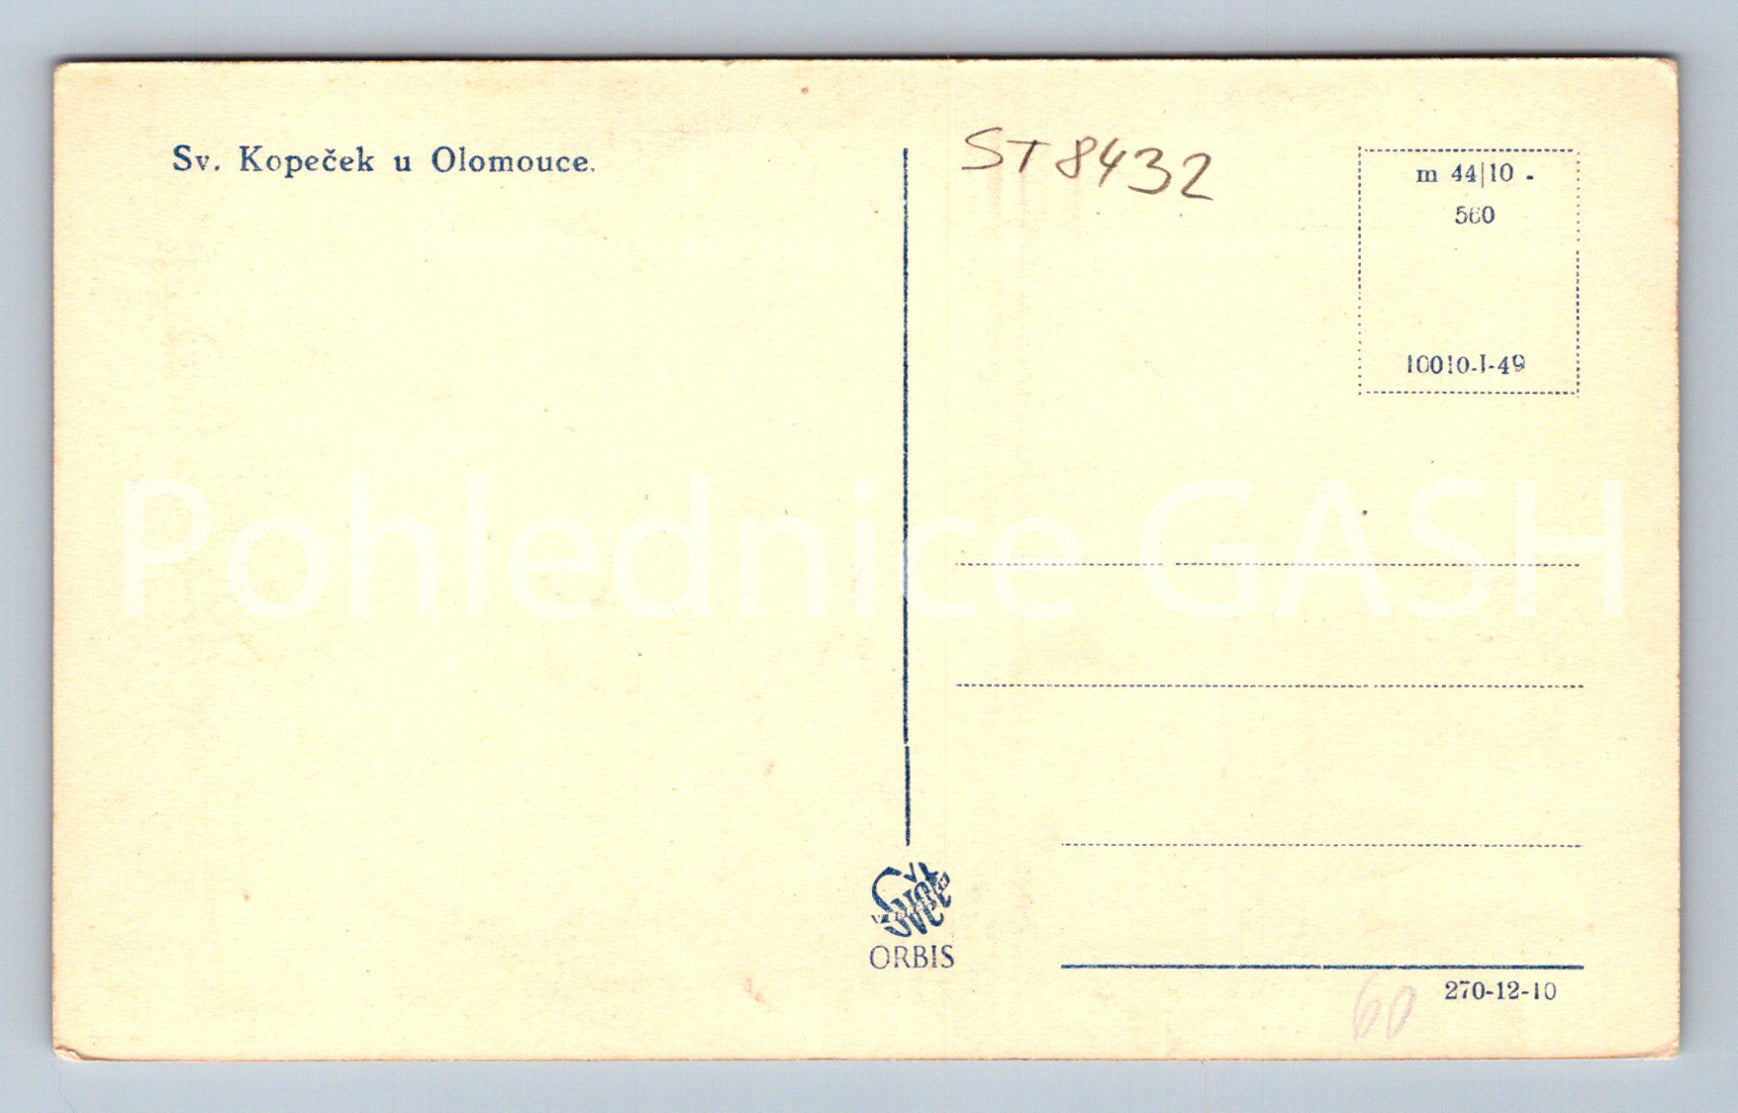 Sv. Kopeček u Olomouce.
ST 8432
m 44|10 -
560
10010-I-49
Pohlednice GASH
Svět
ORBIS
270-12-10
60